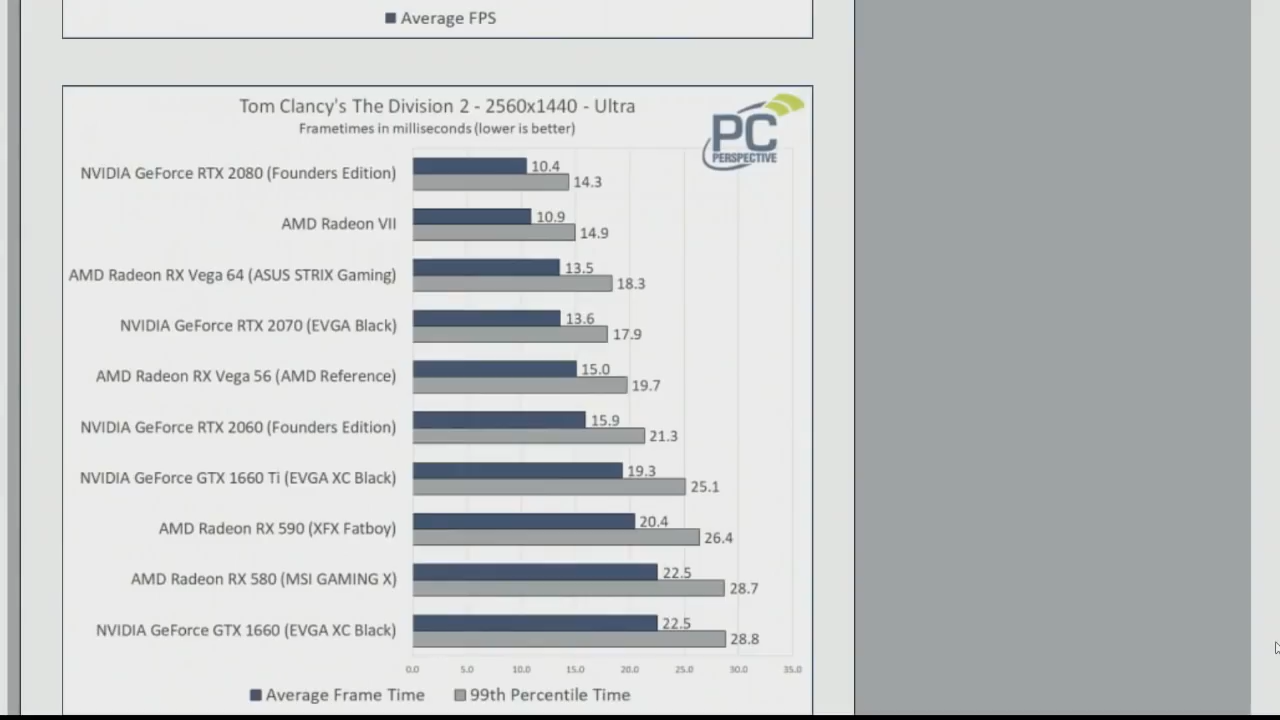 Average FPS
Tom Clancy's The Division 2 - 2560x1440 - Ultra
Frametimes in milliseconds (lower is better)
PC
PERSPECTIVE
NVIDIA GeForce RTX 2080 (Founders Edition) 10.4 14.3
AMD Radeon VII 10.9 14.9
AMD Radeon RX Vega 64 (ASUS STRIX Gaming) 13.5 18.3
NVIDIA GeForce RTX 2070 (EVGA Black) 13.6 17.9
AMD Radeon RX Vega 56 (AMD Reference) 15.0 19.7
NVIDIA GeForce RTX 2060 (Founders Edition) 15.9 21.3
NVIDIA GeForce GTX 1660 Ti (EVGA XC Black) 19.3 25.1
AMD Radeon RX 590 (XFX Fatboy) 20.4 26.4
AMD Radeon RX 580 (MSI GAMING X) 22.5 28.7
NVIDIA GeForce GTX 1660 (EVGA XC Black) 22.5 28.8
0.0 5.0 10.0 15.0 20.0 25.0 30.0 35.0
Average Frame Time 99th Percentile Time